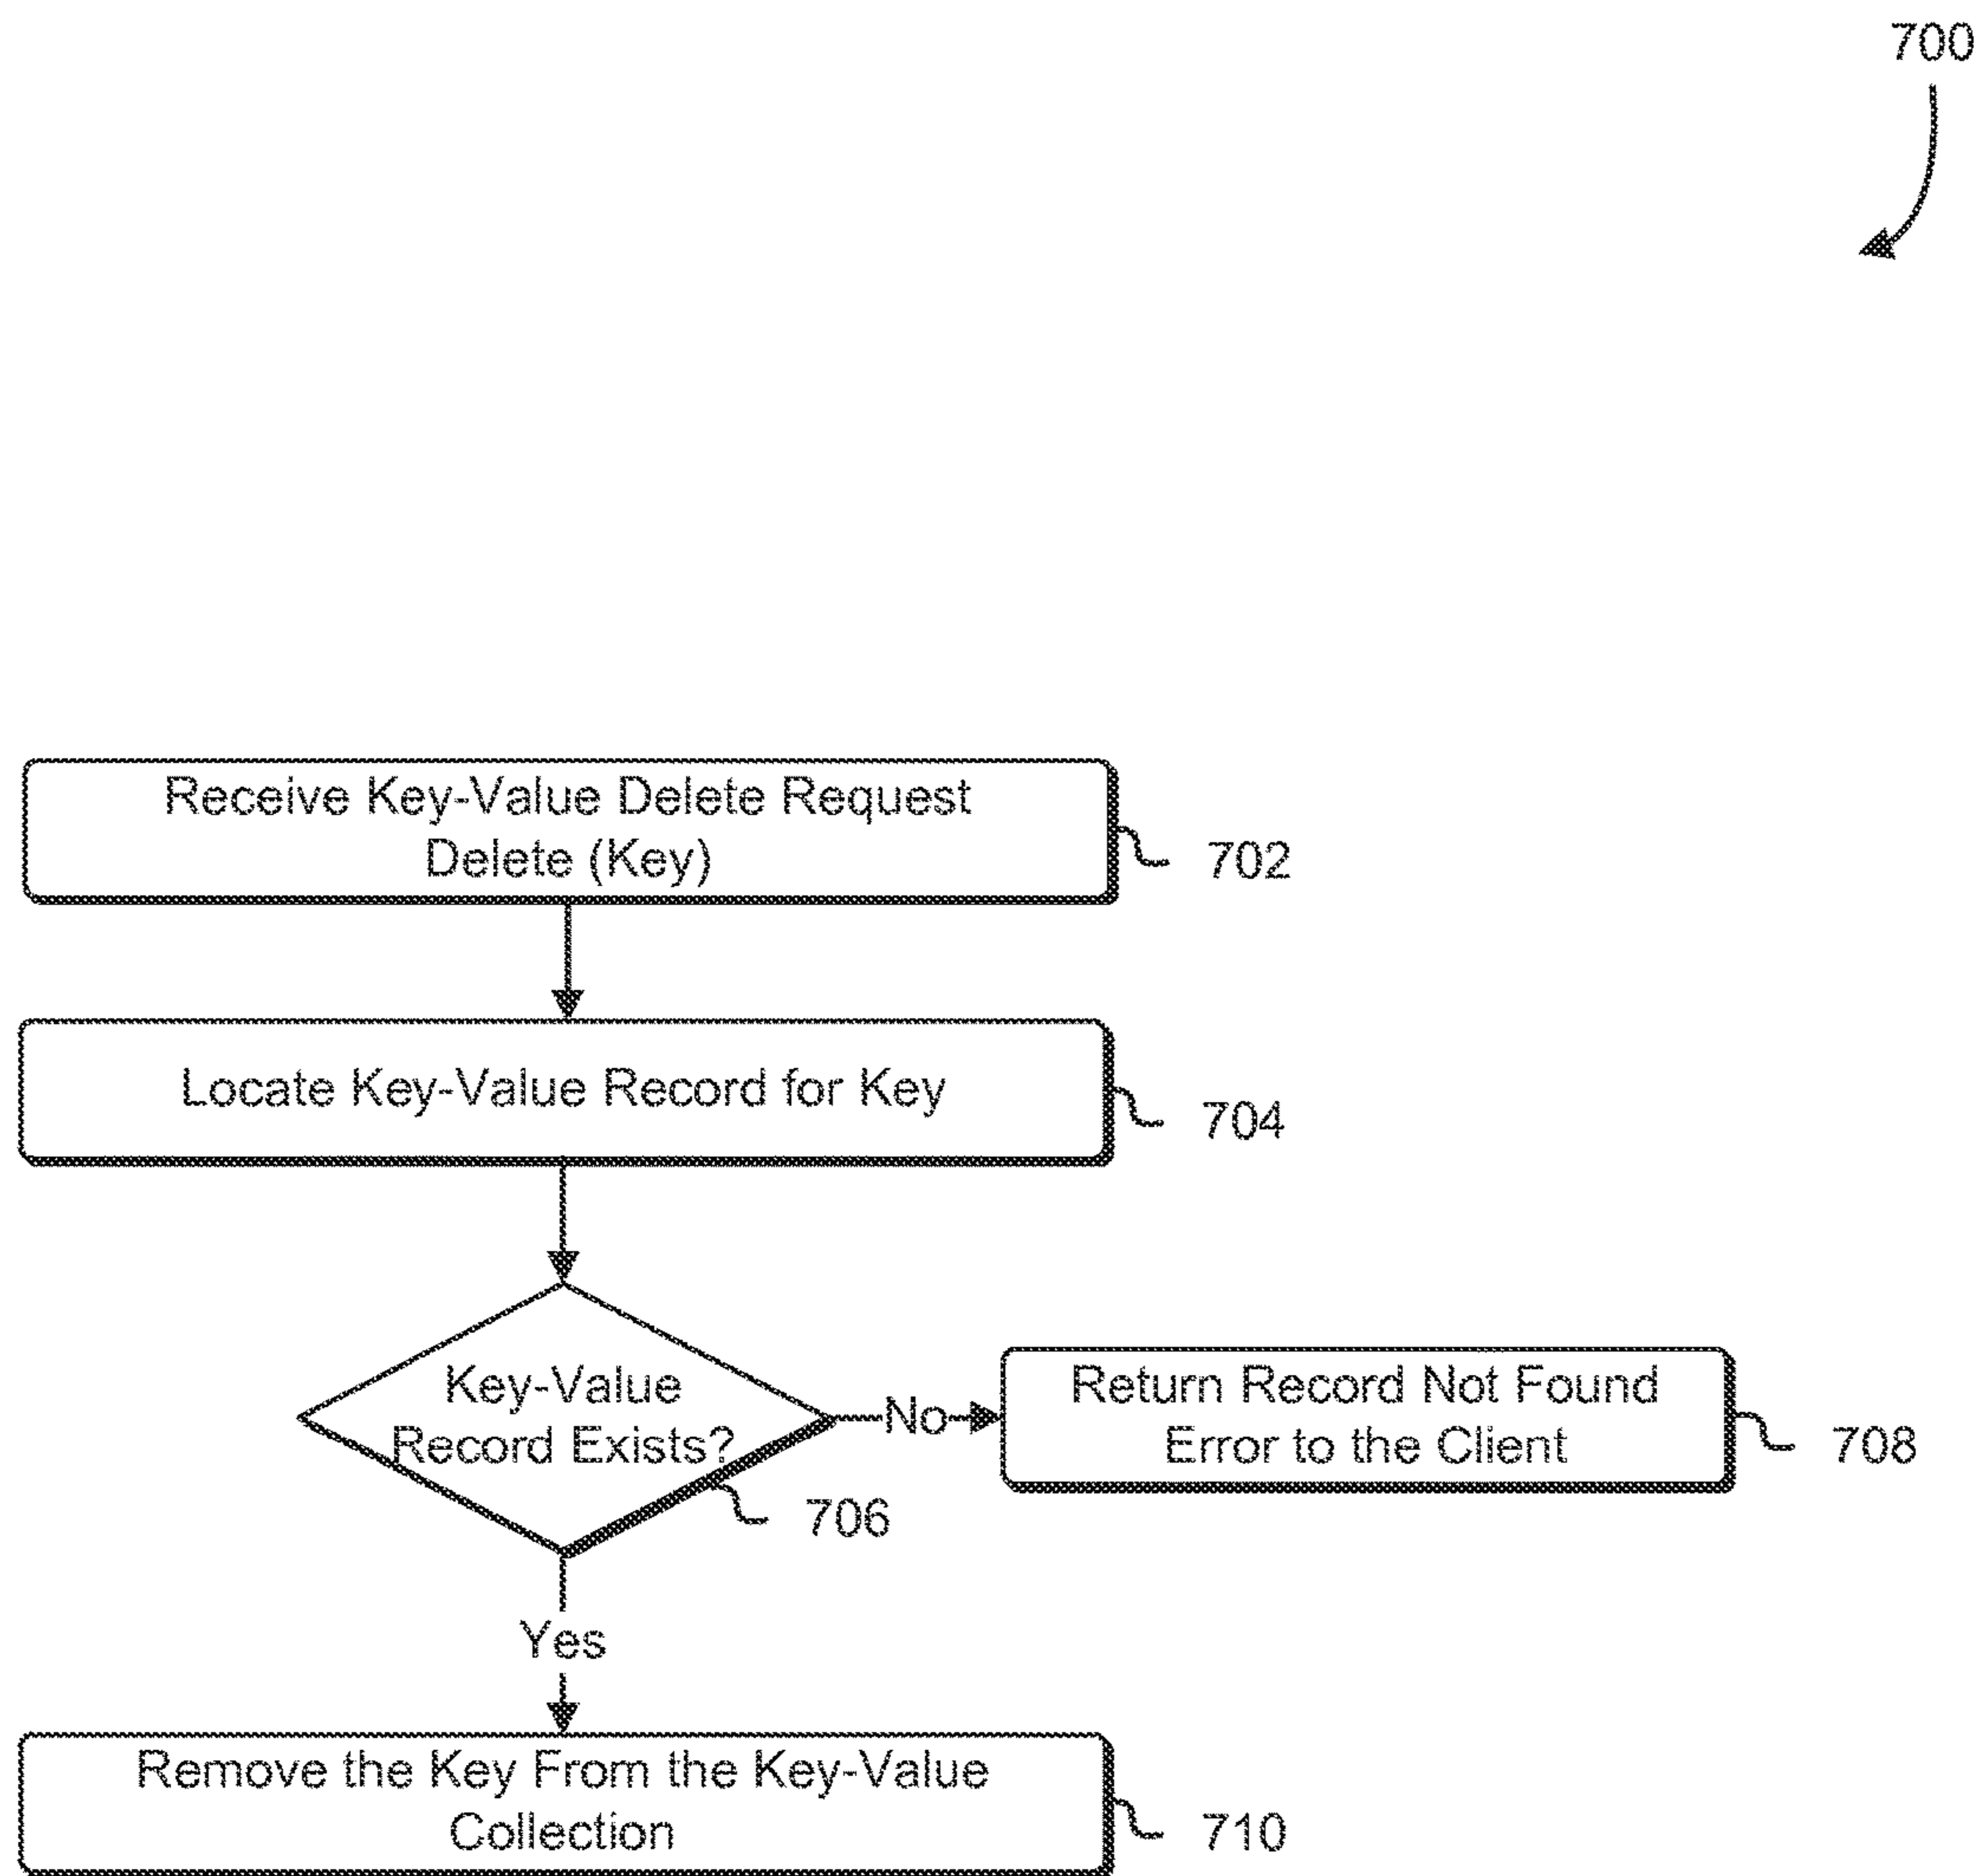 700
Receive Key-Value Delete Request
Delete (Key)
702
Locate Key-Value Record for Key
704
Key-Value
Record Exists?
706
No
Return Record Not Found
Error to the Client
708
Yes
Remove the Key From the Key-Value
Collection
710